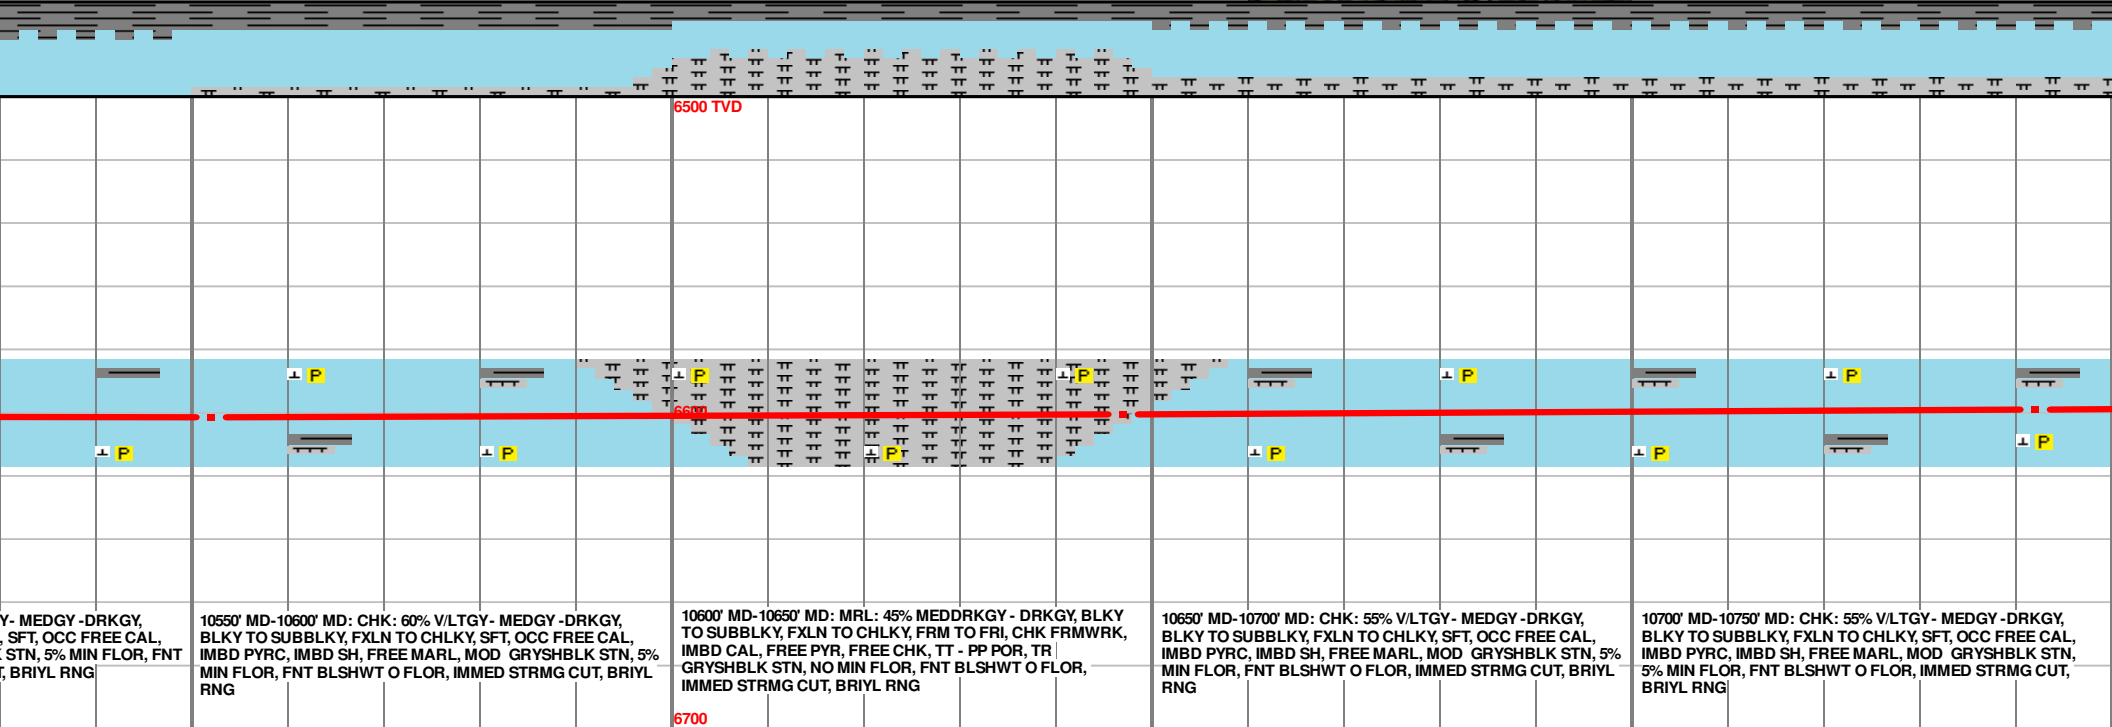 6500 TVD
P
P
P
P
P
P
6600
P
P
P
P
P
P
P
Y- MEDGY -DRKGY,
, SFT, OCC FREE CAL,
STN, 5% MIN FLOR, FNT
, BRIYL RNG
10550' MD-10600' MD: CHK: 60% V/LTGY- MEDGY -DRKGY,
BLKY TO SUBBLKY, FXLN TO CHLKY, SFT, OCC FREE CAL,
IMBD PYRC, IMBD SH, FREE MARL, MOD GRYSHBLK STN, 5%
MIN FLOR, FNT BLSHWT O FLOR, IMMED STRMG CUT, BRIYL
RNG
10600' MD-10650' MD: MRL: 45% MEDDRKGY - DRKGY, BLKY
TO SUBBLKY, FXLN TO CHLKY, FRM TO FRI, CHK FRMWRK,
IMBD CAL, FREE PYR, FREE CHK, TT - PP POR, TR
GRYSHBLK STN, NO MIN FLOR, FNT BLSHWT O FLOR,
IMMED STRMG CUT, BRIYL RNG
10650' MD-10700' MD: CHK: 55% V/LTGY- MEDGY -DRKGY,
BLKY TO SUBBLKY, FXLN TO CHLKY, SFT, OCC FREE CAL,
IMBD PYRC, IMBD SH, FREE MARL, MOD GRYSHBLK STN, 5%
MIN FLOR, FNT BLSHWT O FLOR, IMMED STRMG CUT, BRIYL
RNG
10700' MD-10750' MD: CHK: 55% V/LTGY- MEDGY -DRKGY,
BLKY TO SUBBLKY, FXLN TO CHLKY, SFT, OCC FREE CAL,
IMBD PYRC, IMBD SH, FREE MARL, MOD GRYSHBLK STN,
5% MIN FLOR, FNT BLSHWT O FLOR, IMMED STRMG CUT,
BRIYL RNG
6700